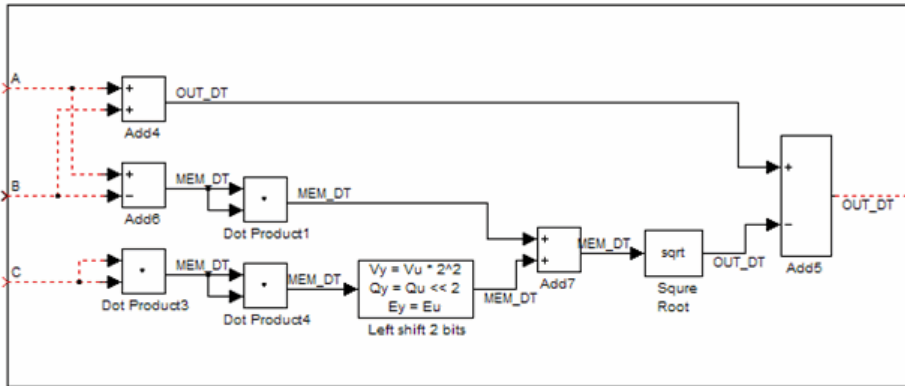 A
+
+
OUT_DT
Add4
B
+
−
MEM_DT
Add6
MEM_DT
Dot Product1
+
−
OUT_DT
Add5
C
MEM_DT
Dot Product3
MEM_DT
Dot Product4
Vy = Vu * 2^2
Qy = Qu << 2
Ey = Eu
Left shift 2 bits
MEM_DT
+
+
Add7
MEM_DT
sqrt
Squre
Root
OUT_DT